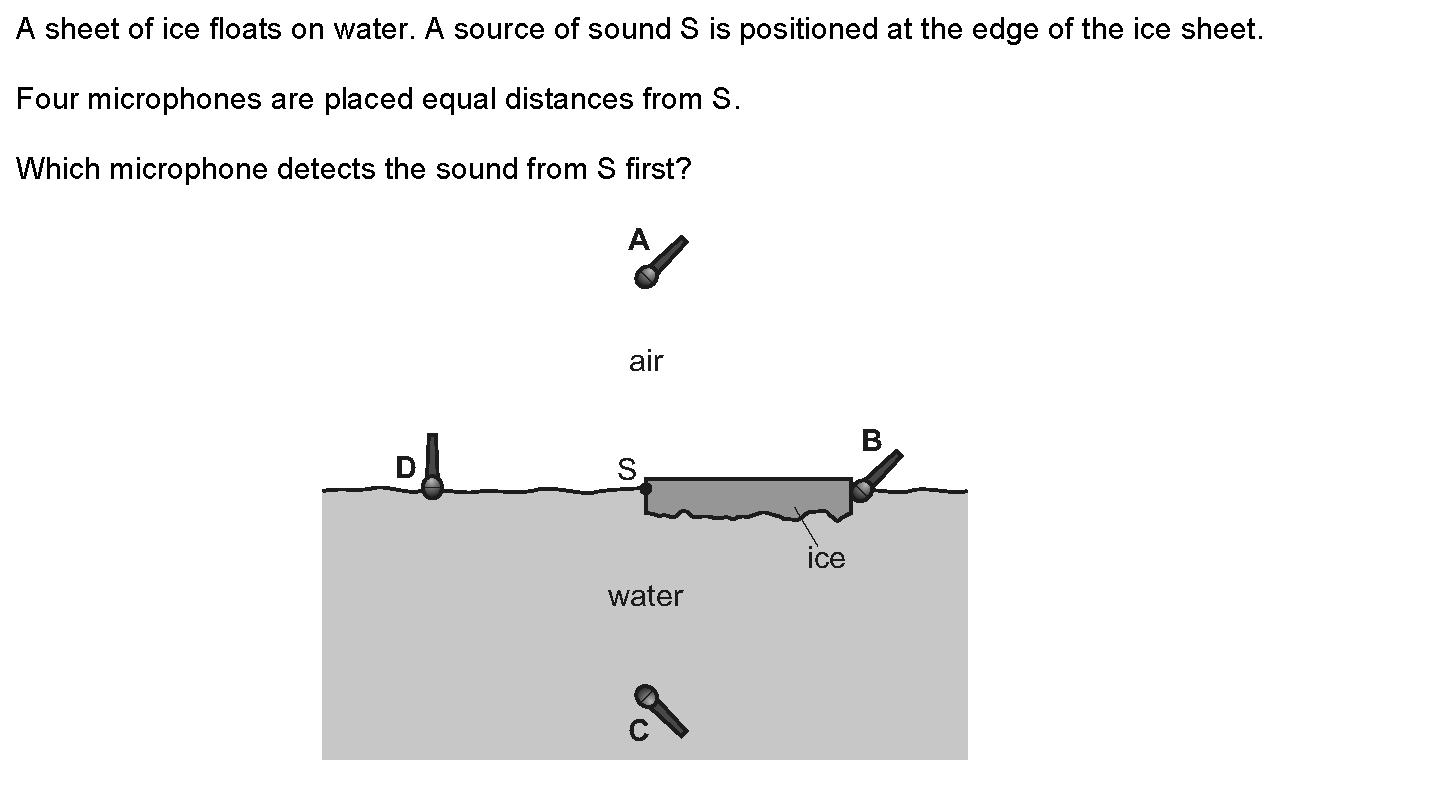 A sheet of ice floats on water. A source of sound S is positioned at the edge of the ice sheet.
Four microphones are placed equal distances from S.
Which microphone detects the sound from S first?
A
air
B
D
S
ice
water
C